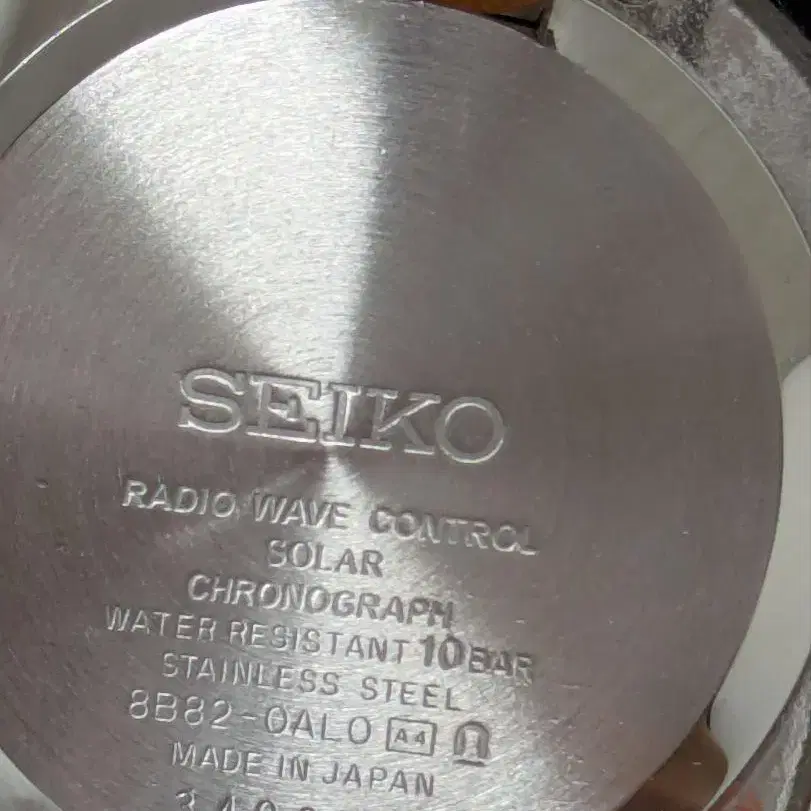 SEIKO
RADIO WAVE CONTROL
SOLAR
CHRONOGRAPH
WATER RESISTANT 10BAR
STAINLESS STEEL
8B82-0AL0 A4
MADE IN JAPAN